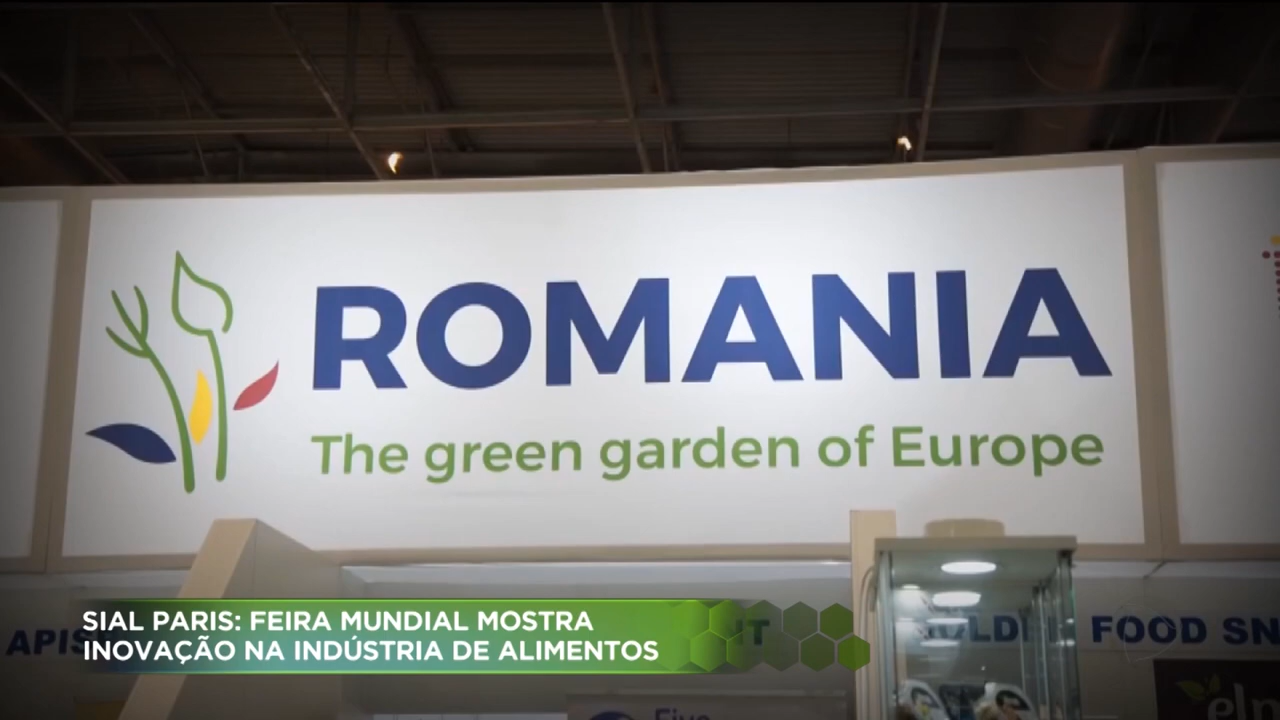 ROMANIA
The green garden of Europe
SIAL PARIS: FEIRA MUNDIAL MOSTRA
INOVAÇÃO NA INDÚSTRIA DE ALIMENTOS
FOOD